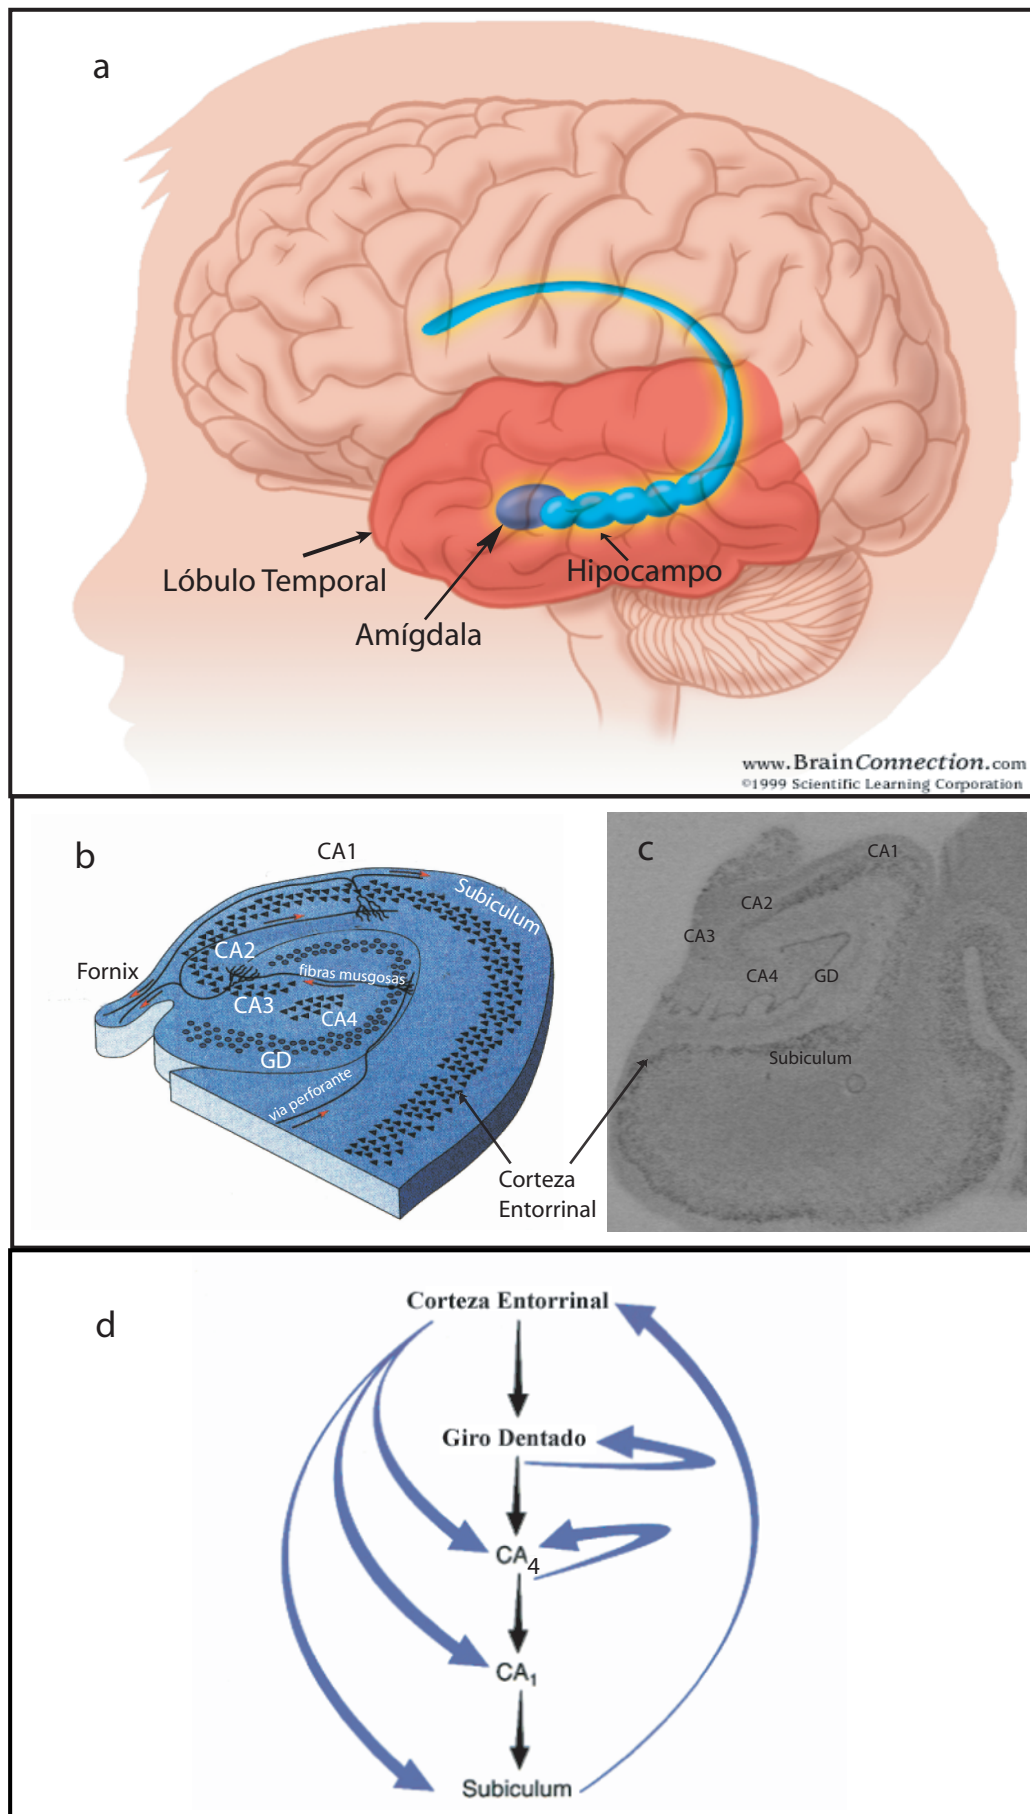 a
Lóbulo Temporal
Hipocampo
Amígdala
www.BrainConnection.com
©1999 Scientific Learning Corporation
b
CA1
Subiculum
CA2
Fornix
fibras musgosas
CA3
CA4
GD
via perforante
Corteza
Entorrinal
c
CA1
CA2
CA3
CA4
GD
Subiculum
d
Corteza Entorrinal
Giro Dentado
CA4
CA1
Subiculum